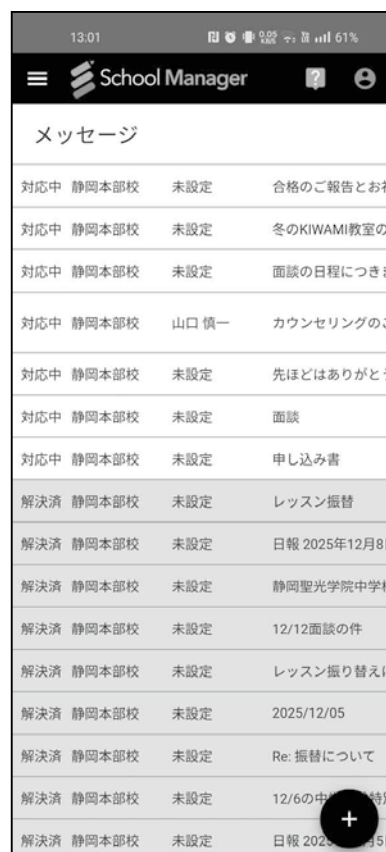 13:01 0.05 KB/S 61%
School Manager ?
メッセージ
対応中 静岡本部校 未設定 合格のご報告とお
対応中 静岡本部校 未設定 冬のKIWAMI教室の
対応中 静岡本部校 未設定 面談の日程につき
対応中 静岡本部校 山口 慎一 カウンセリングの
対応中 静岡本部校 未設定 先ほどはありがと
対応中 静岡本部校 未設定 面談
対応中 静岡本部校 未設定 申し込み書
解決済 静岡本部校 未設定 レッスン振替
解決済 静岡本部校 未設定 日報 2025年12月8
解決済 静岡本部校 未設定 静岡聖光学院中学
解決済 静岡本部校 未設定 12/12面談の件
解決済 静岡本部校 未設定 レッスン振り替え
解決済 静岡本部校 未設定 2025/12/05
解決済 静岡本部校 未設定 Re: 振替について
解決済 静岡本部校 未設定 12/6の中
解決済 静岡本部校 未設定 日報 202